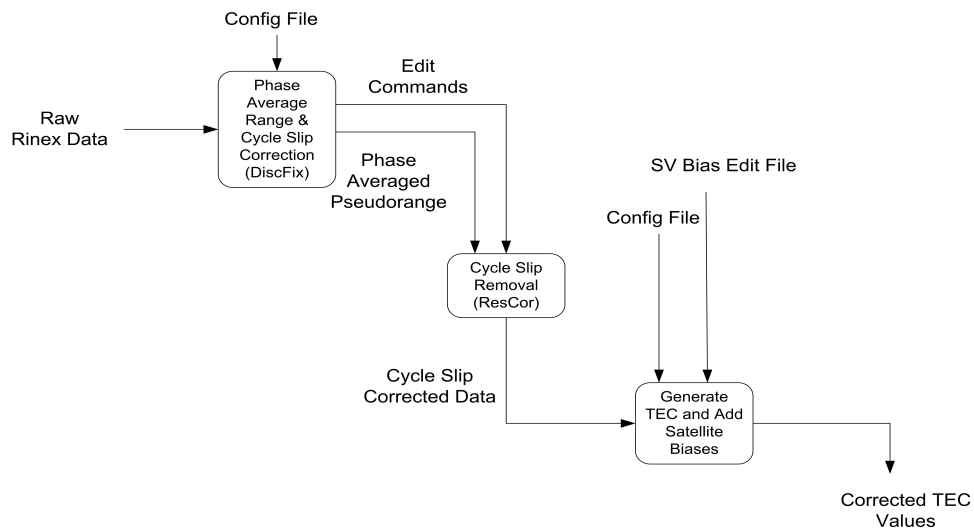 Config File
Phase
Average
Range &
Cycle Slip
Correction
(DiscFix)
Raw
Rinex Data
Edit
Commands
Phase
Averaged
Pseudorange
SV Bias Edit File
Config File
Cycle Slip
Removal
(ResCor)
Cycle Slip
Corrected Data
Generate
TEC and Add
Satellite
Biases
Corrected TEC
Values